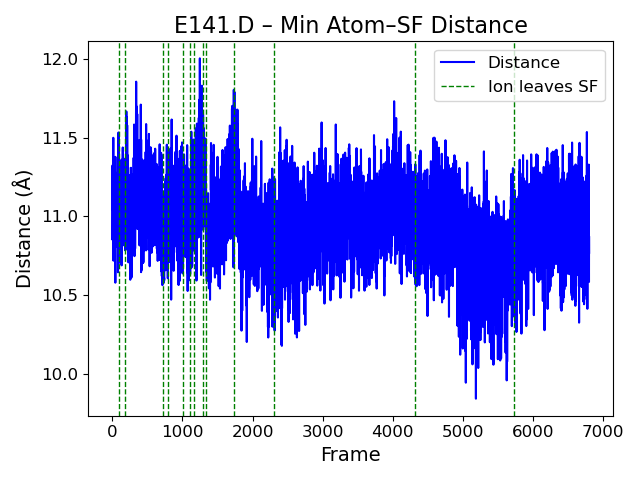 E141.D – Min Atom–SF Distance
Distance (Å)
12.0
11.5
11.0
10.5
10.0
Distance
Ion leaves SF
0 1000 2000 3000 4000 5000 6000 7000
Frame